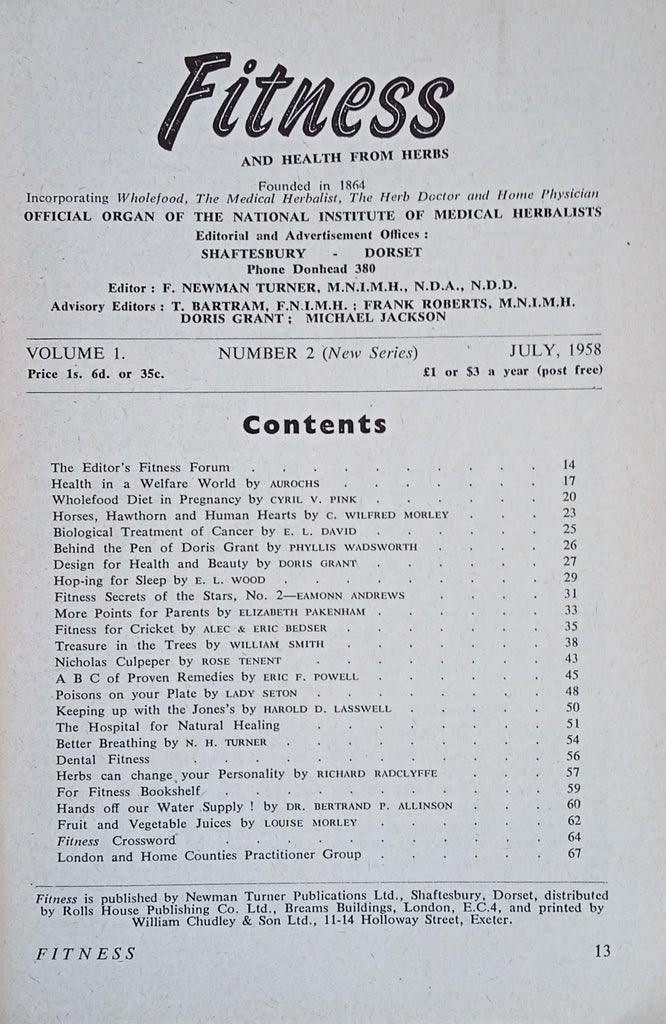 Fitness
AND HEALTH FROM HERBS
Founded in 1864
Incorporating Wholefood, The Medical Herbalist, The Herb Doctor and Home Physician
OFFICIAL ORGAN OF THE NATIONAL INSTITUTE OF MEDICAL HERBALISTS
Editorial and Advertisement Offices :
SHAFTESBURY - DORSET
Phone Donhead 380
Editor : F. NEWMAN TURNER, M.N.I.M.H., N.D.A., N.D.D.
Advisory Editors : T. BARTRAM, F.N.I.M.H. ; FRANK ROBERTS, M.N.I.M.H.
DORIS GRANT ; MICHAEL JACKSON
VOLUME 1. NUMBER 2 (New Series) JULY, 1958
Price 1s. 6d. or 35c. £1 or $3 a year (post free)
Contents
The Editor's Fitness Forum . . . . . . . . . 14
Health in a Welfare World by AUROCHS . . . . . . . 17
Wholefood Diet in Pregnancy by CYRIL V. PINK . . . . . . 20
Horses, Hawthorn and Human Hearts by C. WILFRED MORLEY . . . 23
Biological Treatment of Cancer by E. L. DAVID . . . . . . 25
Behind the Pen of Doris Grant by PHYLLIS WADSWORTH . . . . 26
Design for Health and Beauty by DORIS GRANT . . . . . . 27
Hop-ing for Sleep by E. L. WOOD . . . . . . . . 29
Fitness Secrets of the Stars, No. 2—EAMONN ANDREWS . . . . 31
More Points for Parents by ELIZABETH PAKENHAM . . . . . . 33
Fitness for Cricket by ALEC & ERIC BEDSER . . . . . . . 35
Treasure in the Trees by WILLIAM SMITH . . . . . . . 38
Nicholas Culpeper by ROSE TENENT . . . . . . . . 43
A B C of Proven Remedies by ERIC F. POWELL . . . . . . 45
Poisons on your Plate by LADY SETON . . . . . . . 48
Keeping up with the Jones's by HAROLD D. LASSWELL . . . . . 50
The Hospital for Natural Healing . . . . . . . . 51
Better Breathing by N. H. TURNER . . . . . . . . 54
Dental Fitness . . . . . . . . . . 56
Herbs can change your Personality by RICHARD RADCLYFFE . . . 57
For Fitness Bookshelf . . . . . . . . . . 59
Hands off our Water Supply ! by DR. BERTRAND P. ALLINSON . . . 60
Fruit and Vegetable Juices by LOUISE MORLEY . . . . . . 62
Fitness Crossword . . . . . . . . . . 64
London and Home Counties Practitioner Group . . . . . . 67
Fitness is published by Newman Turner Publications Ltd., Shaftesbury, Dorset, distributed
by Rolls House Publishing Co. Ltd., Breams Buildings, London, E.C.4, and printed by
William Chudley & Son Ltd., 11-14 Holloway Street, Exeter.
FITNESS 13